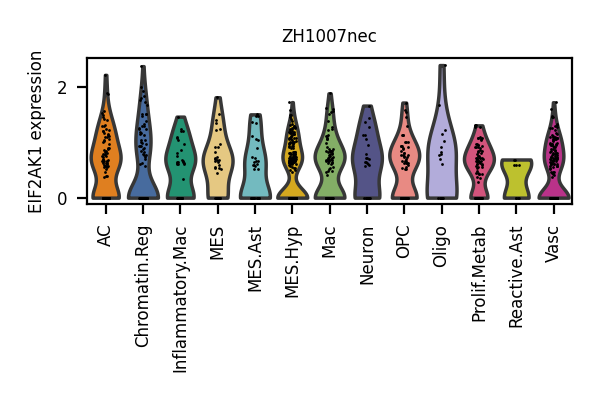 ZH1007nec
EIF2AK1 expression
2
0
AC
Chromatin.Reg
Inflammatory.Mac
MES
MES.Ast
MES.Hyp
Mac
Neuron
OPC
Oligo
Prolif.Metab
Reactive.Ast
Vasc